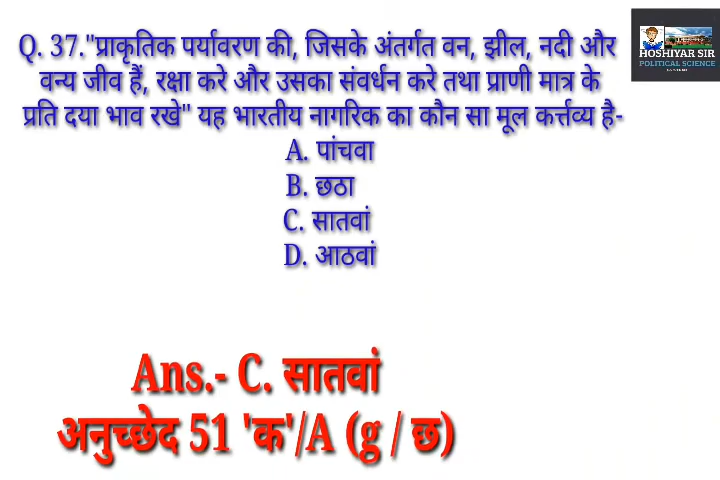 Q. 37."प्राकृतिक पर्यावरण की, जिसके अंतर्गत वन, झील, नदी और
वन्य जीव हैं, रक्षा करे और उसका संवर्धन करे तथा प्राणी मात्र के
प्रति दया भाव रखे" यह भारतीय नागरिक का कौन सा मूल कर्त्तव्य है-
A. पांचवा
B. छठा
C. सातवां
D. आठवां
Ans.- C. सातवां
अनुच्छेद 51 'क'/A (g / छ)
HOSHIYAR SIR
POLITICAL SCIENCE